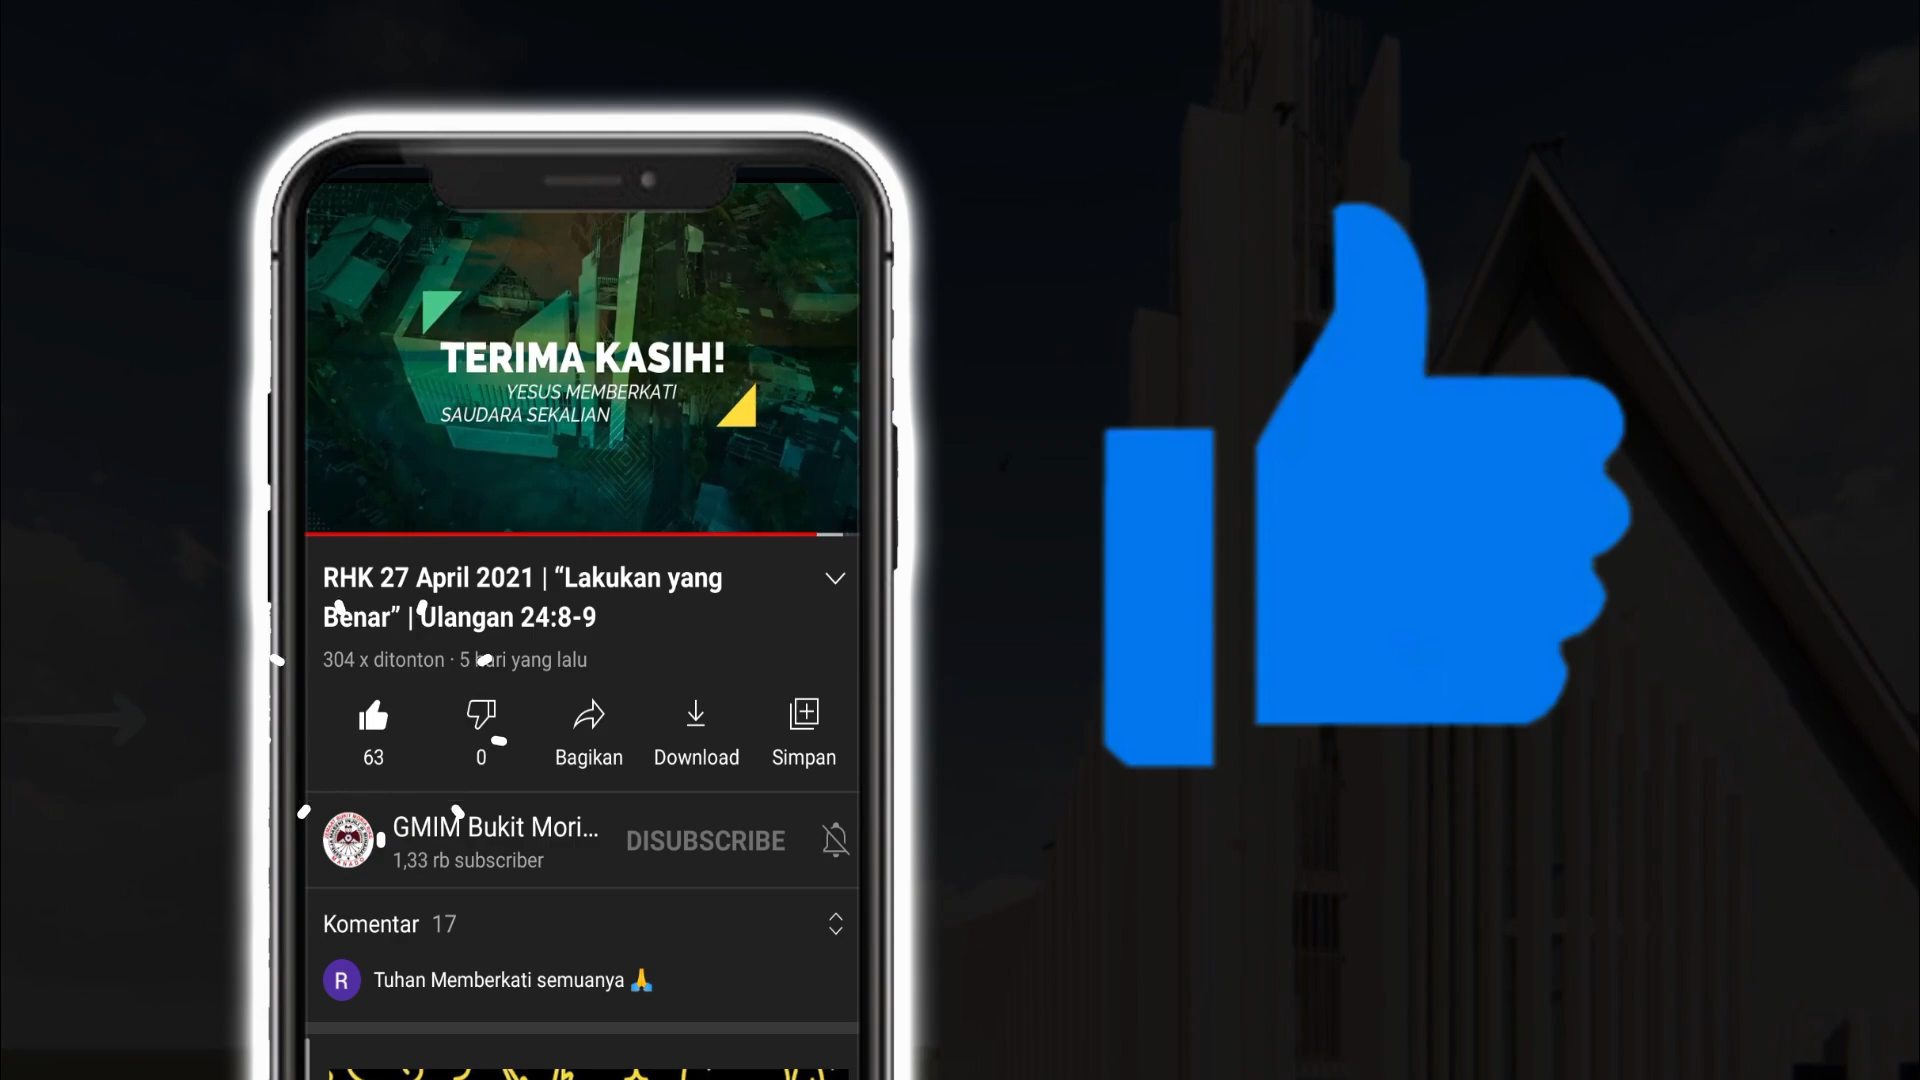 TERIMA KASIH!
YESUS MEMBERKATI
SAUDARA SEKALIAN
RHK 27 April 2021 | “Lakukan yang
Benar” | Ulangan 24:8-9
304 x ditonton · 5 hari yang lalu
63
0
Bagikan
Download
Simpan
GMIM Bukit Mori...
DISUBSCRIBE
1,33 rb subscriber
Komentar 17
R
Tuhan Memberkati semuanya 🙏